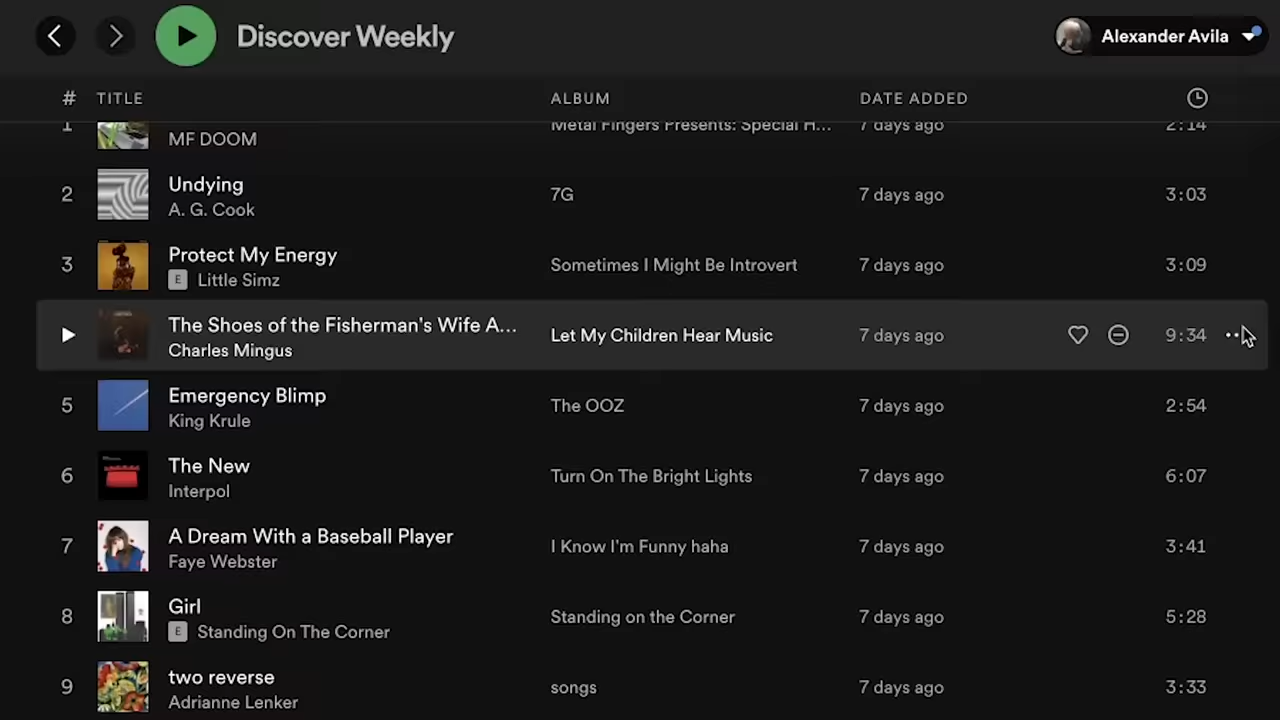 Discover Weekly
Alexander Avila
# TITLE ALBUM DATE ADDED
1 MF DOOM Metal Fingers Presents: Special H... 7 days ago 2:14
2 Undying 7G 7 days ago 3:03
A. G. Cook
3 Protect My Energy Sometimes I Might Be Introvert 7 days ago 3:09
E Little Simz
The Shoes of the Fisherman's Wife A... Let My Children Hear Music 7 days ago 9:34
Charles Mingus
5 Emergency Blimp The OOZ 7 days ago 2:54
King Krule
6 The New Turn On The Bright Lights 7 days ago 6:07
Interpol
7 A Dream With a Baseball Player I Know I'm Funny haha 7 days ago 3:41
Faye Webster
8 Girl Standing on the Corner 7 days ago 5:28
E Standing On The Corner
9 two reverse songs 7 days ago 3:33
Adrianne Lenker